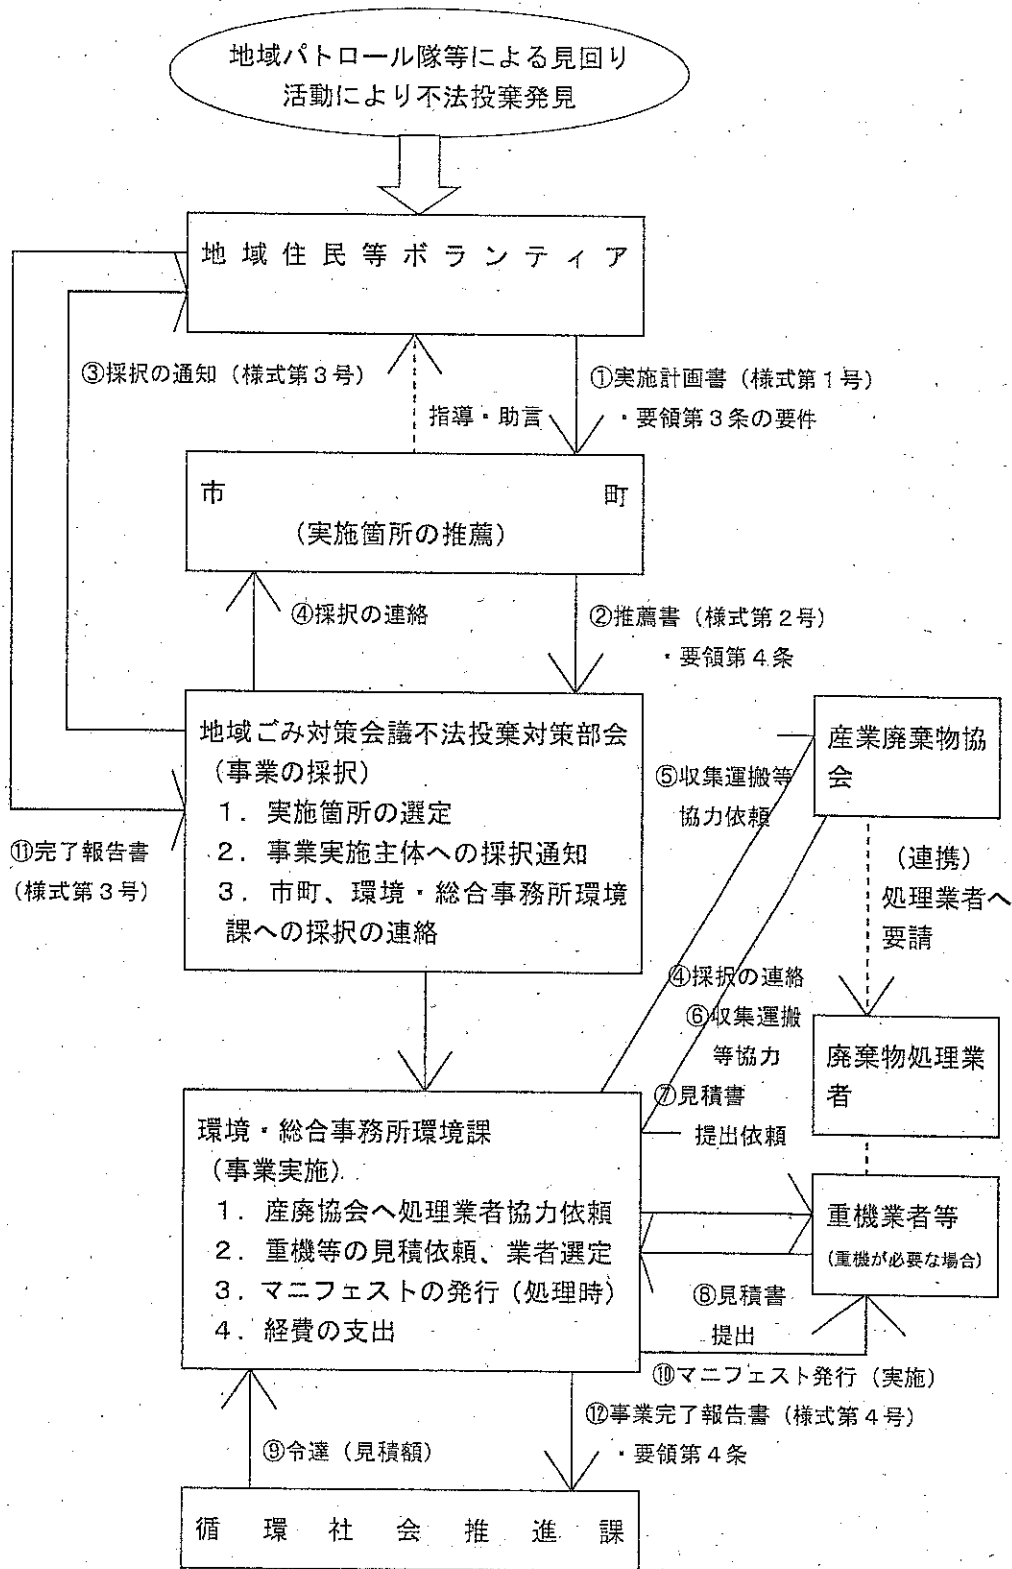 地域パトロール隊等による見回り
活動により不法投棄発見
地域住民等ボランティア
③採択の通知（様式第３号）
①実施計画書（様式第１号）
・要領第３条の要件
指導・助言
市　町
（実施箇所の推薦）
④採択の連絡
②推薦書（様式第２号）
・要領第４条
地域ごみ対策会議不法投棄対策部会
（事業の採択）
１．実施箇所の選定
２．事業実施主体への採択通知
３．市町、環境・総合事務所環境
課への採択の連絡
⑪完了報告書
（様式第３号）
⑤収集運搬等
協力依頼
産業廃棄物協
会
（連携）
処理業者へ
要請
④採択の連絡
⑥収集運搬
等協力
⑦見積書
提出依頼
廃棄物処理業
者
環境・総合事務所環境課
（事業実施）
１．産廃協会へ処理業者協力依頼
２．重機等の見積依頼、業者選定
３．マニフェストの発行（処理時）
４．経費の支出
重機業者等
（重機が必要な場合）
⑧見積書
提出
⑩マニフェスト発行（実施）
⑫事業完了報告書（様式第４号）
・要領第４条
⑨令達（見積額）
循環社会推進課